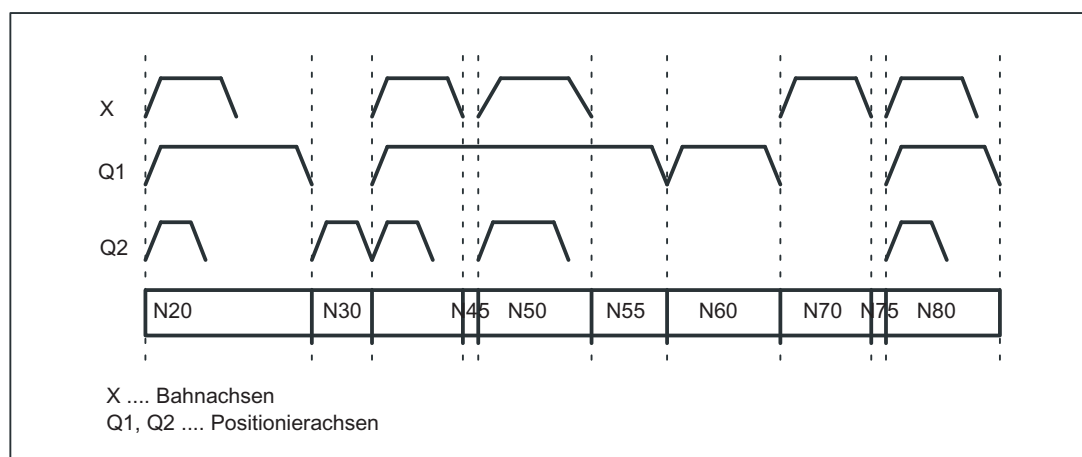 X
Q1
Q2
N20 N30 N45 N50 N55 N60 N70 N75 N80
X .... Bahnachsen
Q1, Q2 .... Positionierachsen